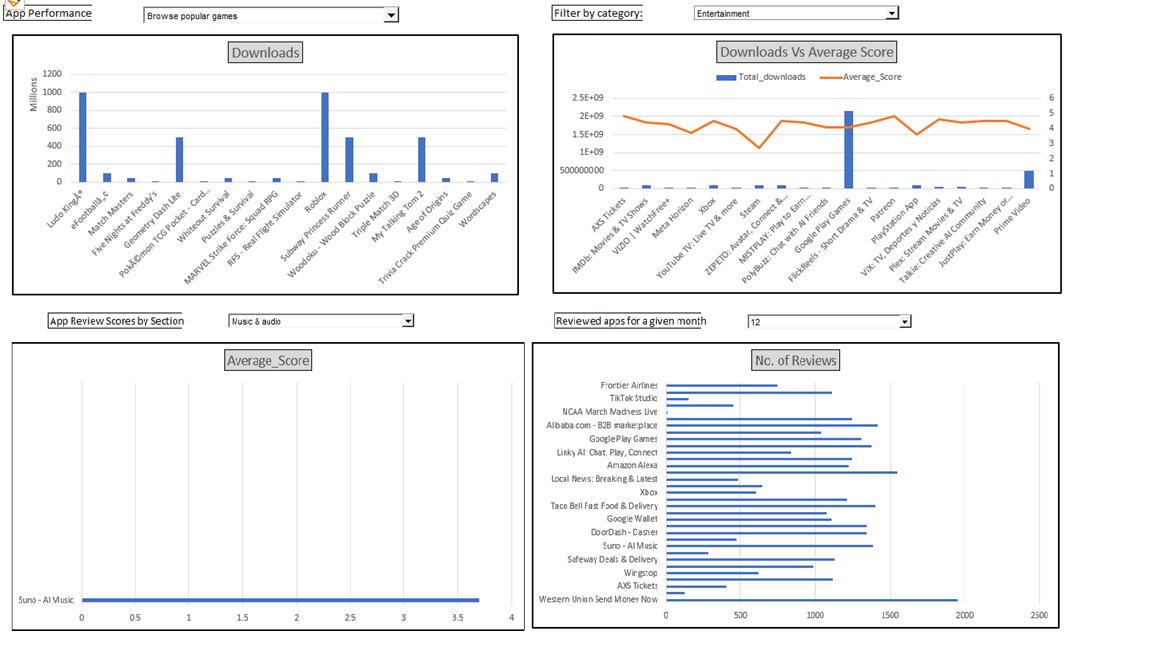 App Performance
Browse popular games
Filter by category:
Entertainment
Downloads
Millions
1200
1000
800
600
400
200
0
Ludo KingÂ®
eFootballâ„¢
Match Masters
Five Nights at Freddy's
Geometry Dash Lite
PokÃ©mon TCG Pocket - Card...
Whiteout Survival
Puzzles & Survival
MARVEL Strike Force: Squad RPG
RFS - Real Flight Simulator
Roblox
Subway Princess Runner
Woodoku - Wood Block Puzzle
Triple Match 3D
My Talking Tom 2
Age of Origins
Trivia Crack Premium Quiz Game
Wordscapes
Downloads Vs Average Score
Total_downloads
Average_Score
2.5E+09
2E+09
1.5E+09
1E+09
500000000
0
6
5
4
3
2
1
0
AXS Tickets
IMDb: Movies & TV Shows
VIZIO | WatchFree+
Meta Horizon
Xbox
YouTube TV: Live TV & more
Steam
ZEPETO: Avatar, Connect &...
MISTPLAY: Play to Earn...
PolyBuzz: Chat with AI Friends
Google Play Games
FlickReels - Short Drama & TV
Patreon
PlayStation App
ViX: TV, Deportes y Noticias
Plex: Stream Movies & TV
Talkie: Creative AI Community
JustPlay: Earn Money or...
Prime Video
App Review Scores by Section
Music & audio
Reviewed apps for a given month
12
Average_Score
Suno - AI Music
0
0.5
1
1.5
2
2.5
3
3.5
4
No. of Reviews
Frontier Airlines
TikTok Studio
NCAA March Madness Live
Alibaba.com - B2B marketplace
Google Play Games
Linky AI: Chat, Play, Connect
Amazon Alexa
Local News: Breaking & Latest
Xbox
Taco Bell Fast Food & Delivery
Google Wallet
DoorDash - Dasher
Suno - AI Music
Safeway Deals & Delivery
Wingstop
AXS Tickets
Western Union Send Money Now
0
500
1000
1500
2000
2500